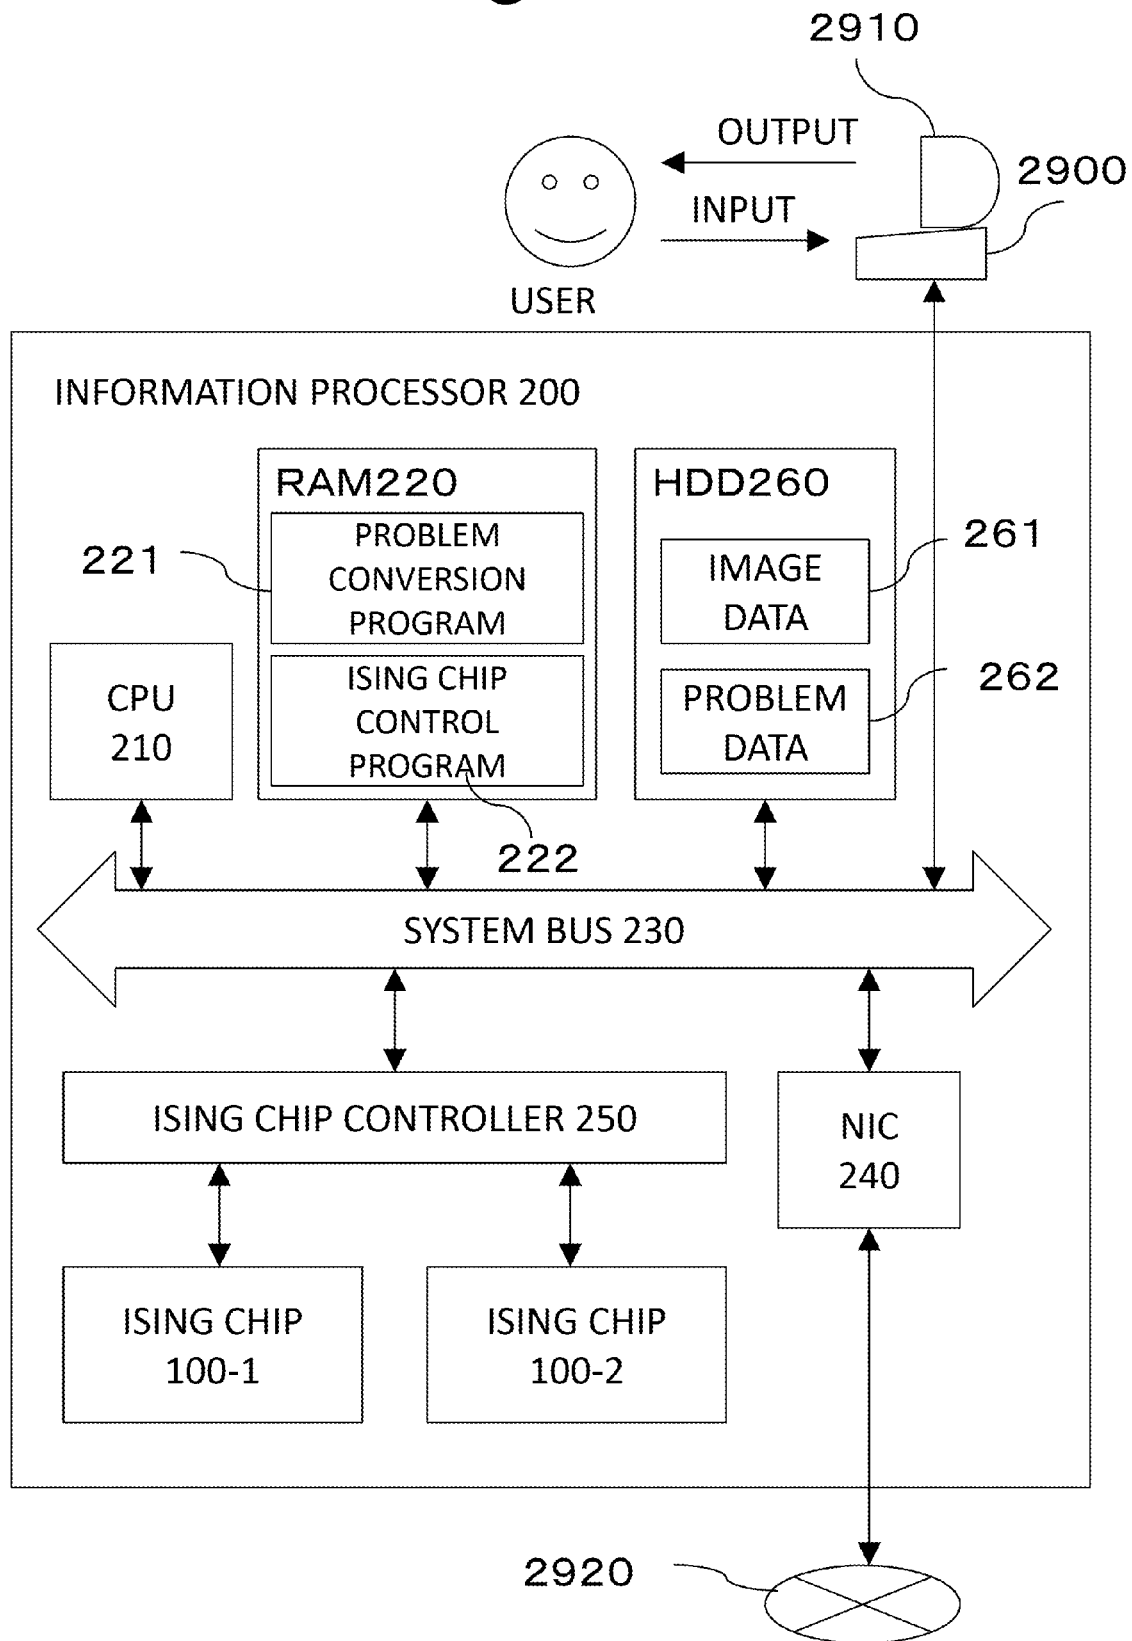 2910
OUTPUT
2900
INPUT
USER
INFORMATION PROCESSOR 200
RAM220
HDD260
221
PROBLEM
CONVERSION
PROGRAM
261
IMAGE
DATA
CPU
210
ISING CHIP
CONTROL
PROGRAM
262
PROBLEM
DATA
222
SYSTEM BUS 230
ISING CHIP CONTROLLER 250
NIC
240
ISING CHIP
100-1
ISING CHIP
100-2
2920